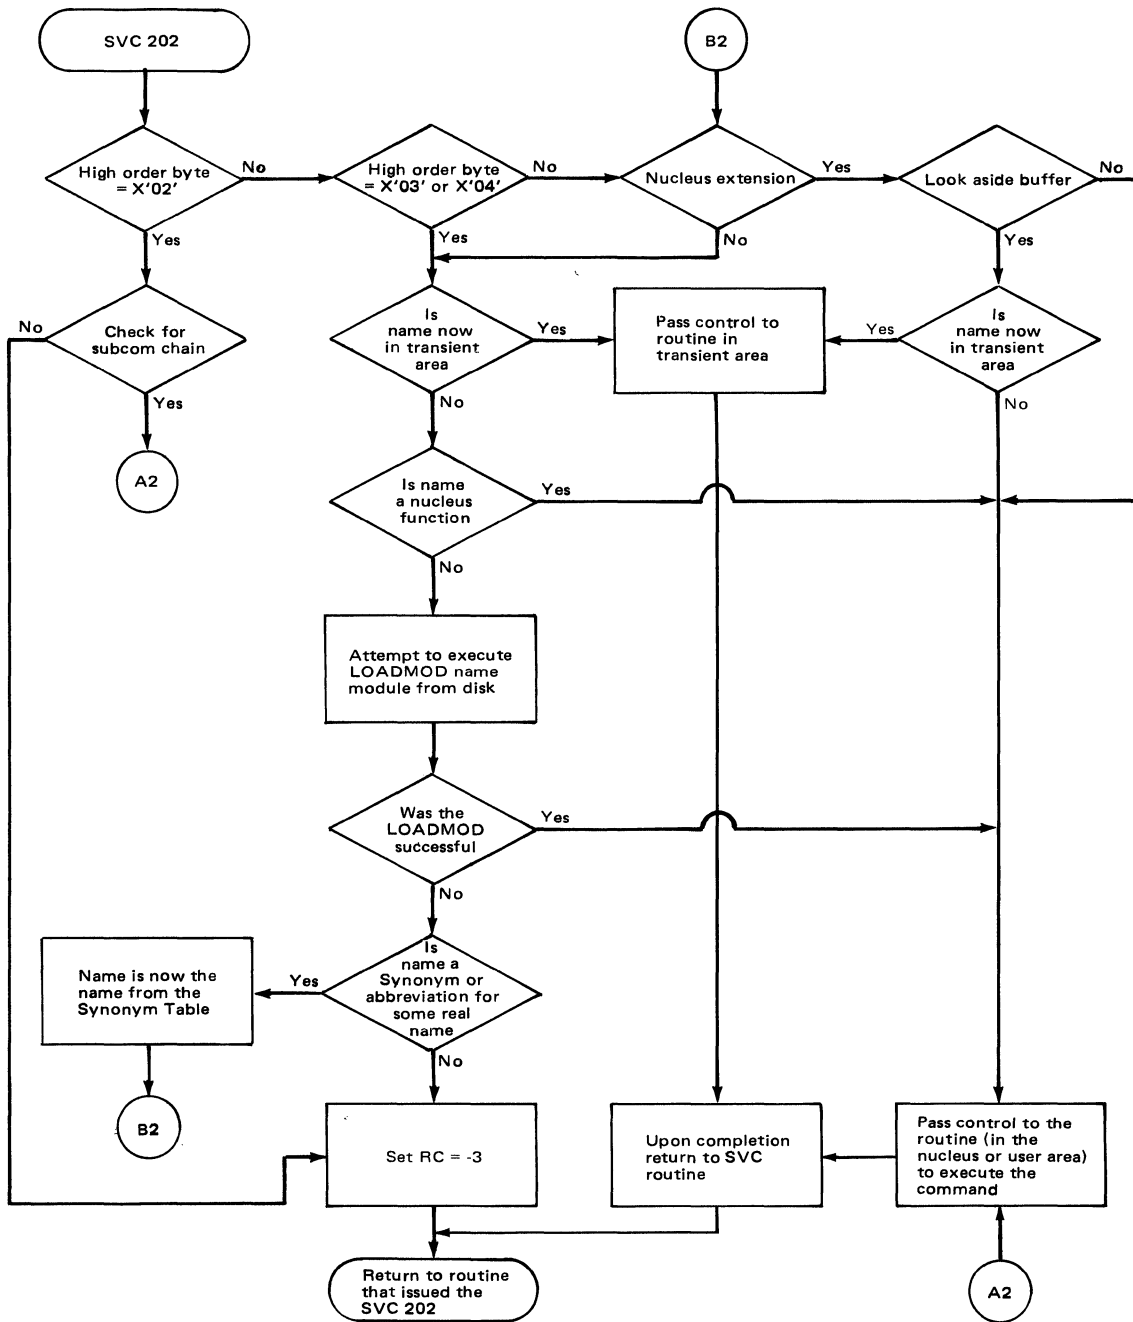 SVC 202
B2
High order byte
= X'02'
No
High order byte
= X'03' or X'04'
No
Nucleus extension
Yes
Look aside buffer
No
Yes
Yes
No
Yes
No
Check for
subcom chain
Is
name now
in transient
area
Yes
Pass control to
routine in
transient area
Yes
Is
name now
in transient
area
Yes
No
No
A2
Is name
a nucleus
function
Yes
No
Attempt to execute
LOADMOD name
module from disk
Was the
LOADMOD
successful
Yes
No
Name is now the
name from the
Synonym Table
Yes
Is
name a
Synonym or
abbreviation for
some real
name
No
B2
Set RC = -3
Upon completion
return to SVC
routine
Pass control to the
routine (in the
nucleus or user area)
to execute the
command
Return to routine
that issued the
SVC 202
A2